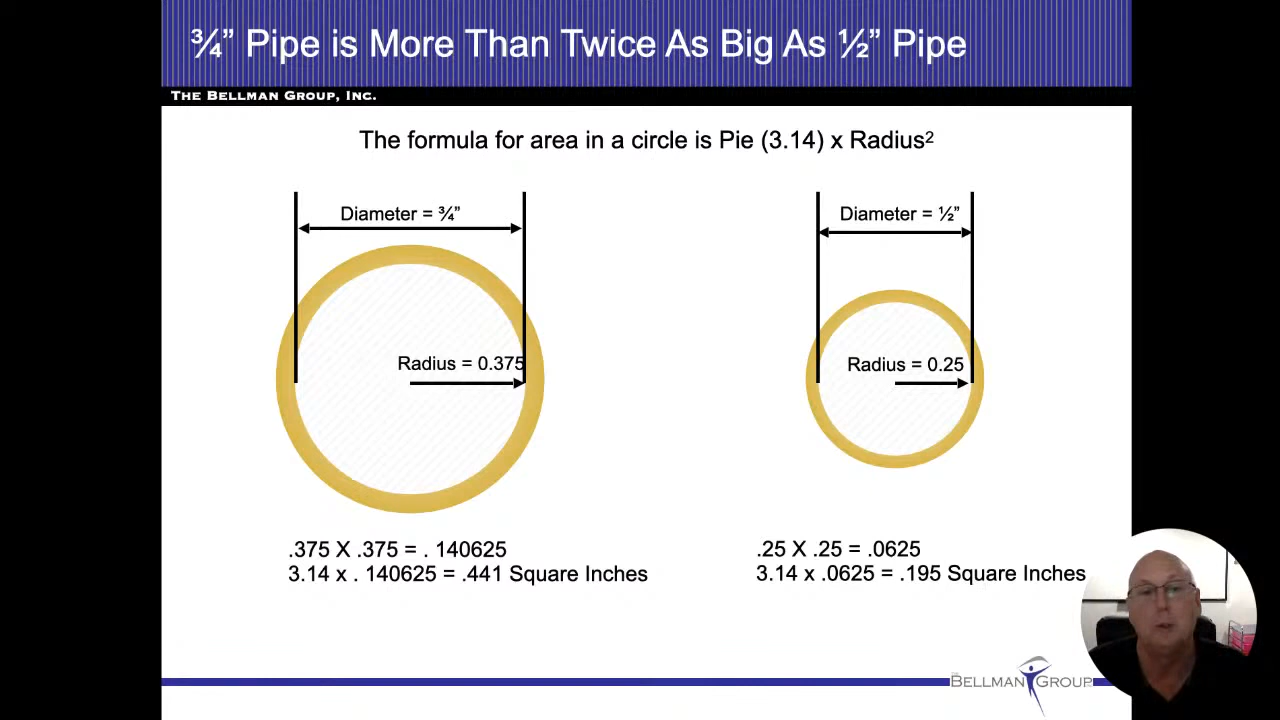 ¾” Pipe is More Than Twice As Big As ½” Pipe
THE BELLMAN GROUP, INC.
The formula for area in a circle is Pie (3.14) x Radius²
Diameter = ¾”
Diameter = ½”
Radius = 0.375
Radius = 0.25
.375 X .375 = . 140625
3.14 x . 140625 = .441 Square Inches
.25 X .25 = .0625
3.14 x .0625 = .195 Square Inches
THE BELLMAN GROUP